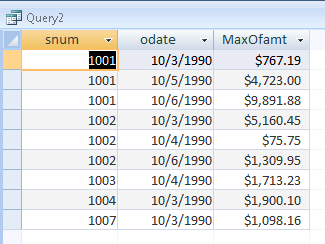 Query2
snum odate MaxOfamt
1001 10/3/1990 $767.19
1001 10/5/1990 $4,723.00
1001 10/6/1990 $9,891.88
1002 10/3/1990 $5,160.45
1002 10/4/1990 $75.75
1002 10/6/1990 $1,309.95
1003 10/4/1990 $1,713.23
1004 10/3/1990 $1,900.10
1007 10/3/1990 $1,098.16